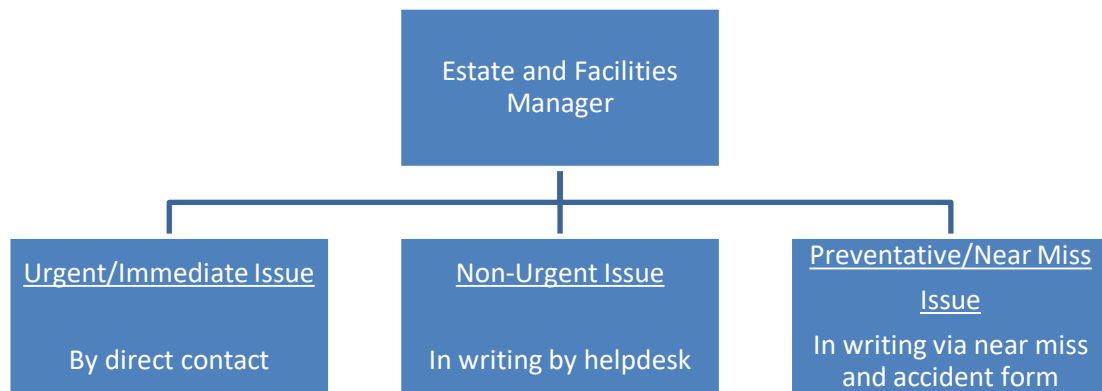 Estate and Facilities
Manager
Urgent/Immediate Issue
By direct contact
Non-Urgent Issue
In writing by helpdesk
Preventative/Near Miss
Issue
In writing via near miss
and accident form